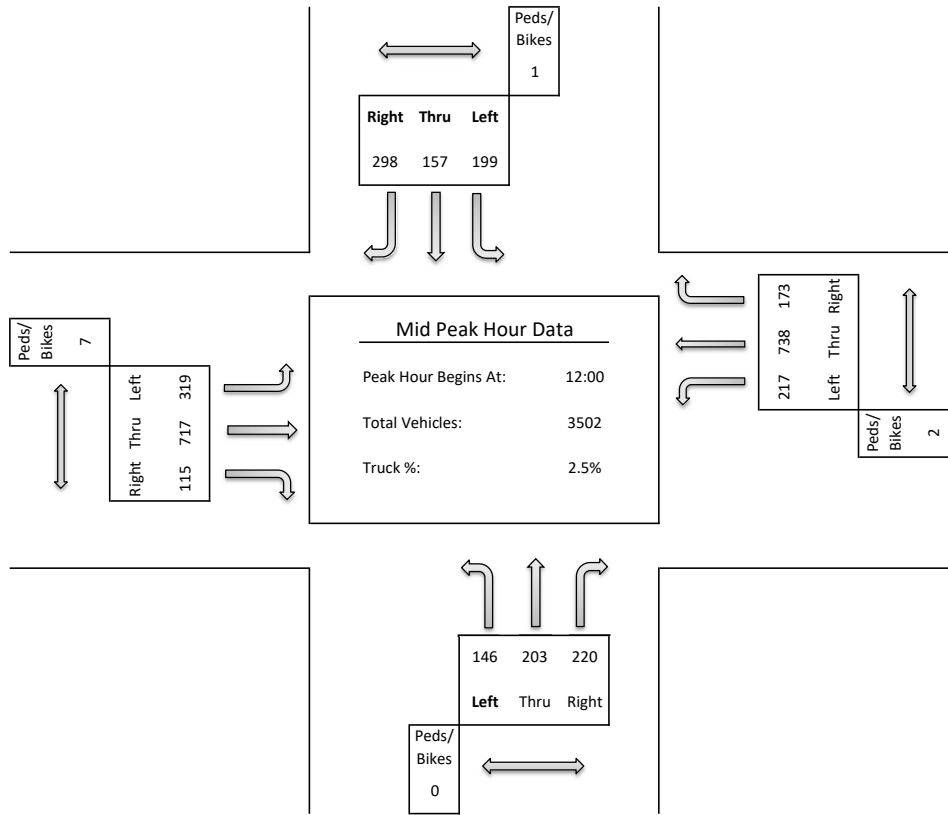 Peds/
Bikes
1
Right Thru Left
298 157 199
Peds/
Bikes
7
Left 319
Thru 717
Right 115
Mid Peak Hour Data
Peak Hour Begins At: 12:00
Total Vehicles: 3502
Truck %: 2.5%
173 Right
738 Thru
217 Left
Peds/
Bikes
2
146 203 220
Left Thru Right
Peds/
Bikes
0